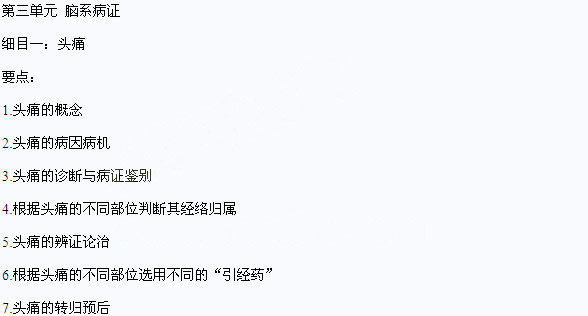 第三单元 脑系病证
细目一：头痛
要点：
1.头痛的概念
2.头痛的病因病机
3.头痛的诊断与病证鉴别
4.根据头痛的不同部位判断其经络归属
5.头痛的辨证论治
6.根据头痛的不同部位选用不同的“引经药”
7.头痛的转归预后